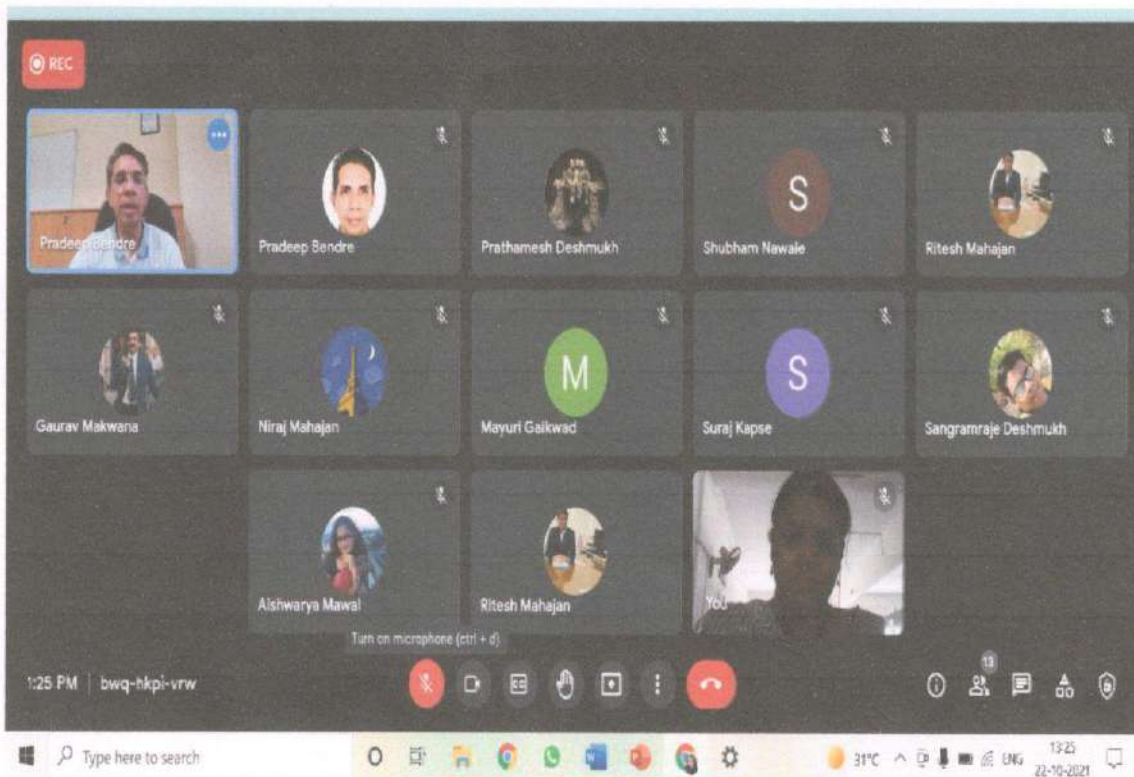 REC
Pradeep Bendre
Pradeep Bendre
Prathamesh Deshmukh
S
Shubham Nawale
Ritesh Mahajan
Gaurav Makwana
Niraj Mahajan
M
Mayuri Gaikwad
S
Suraj Kapse
Sangramraje Deshmukh
Aishwarya Mawal
Ritesh Mahajan
You
Turn on microphone (ctrl + d)
1:25 PM | bwq-hkpi-vrw
13
Type here to search
31°C
ENG
13:25
22-10-2021